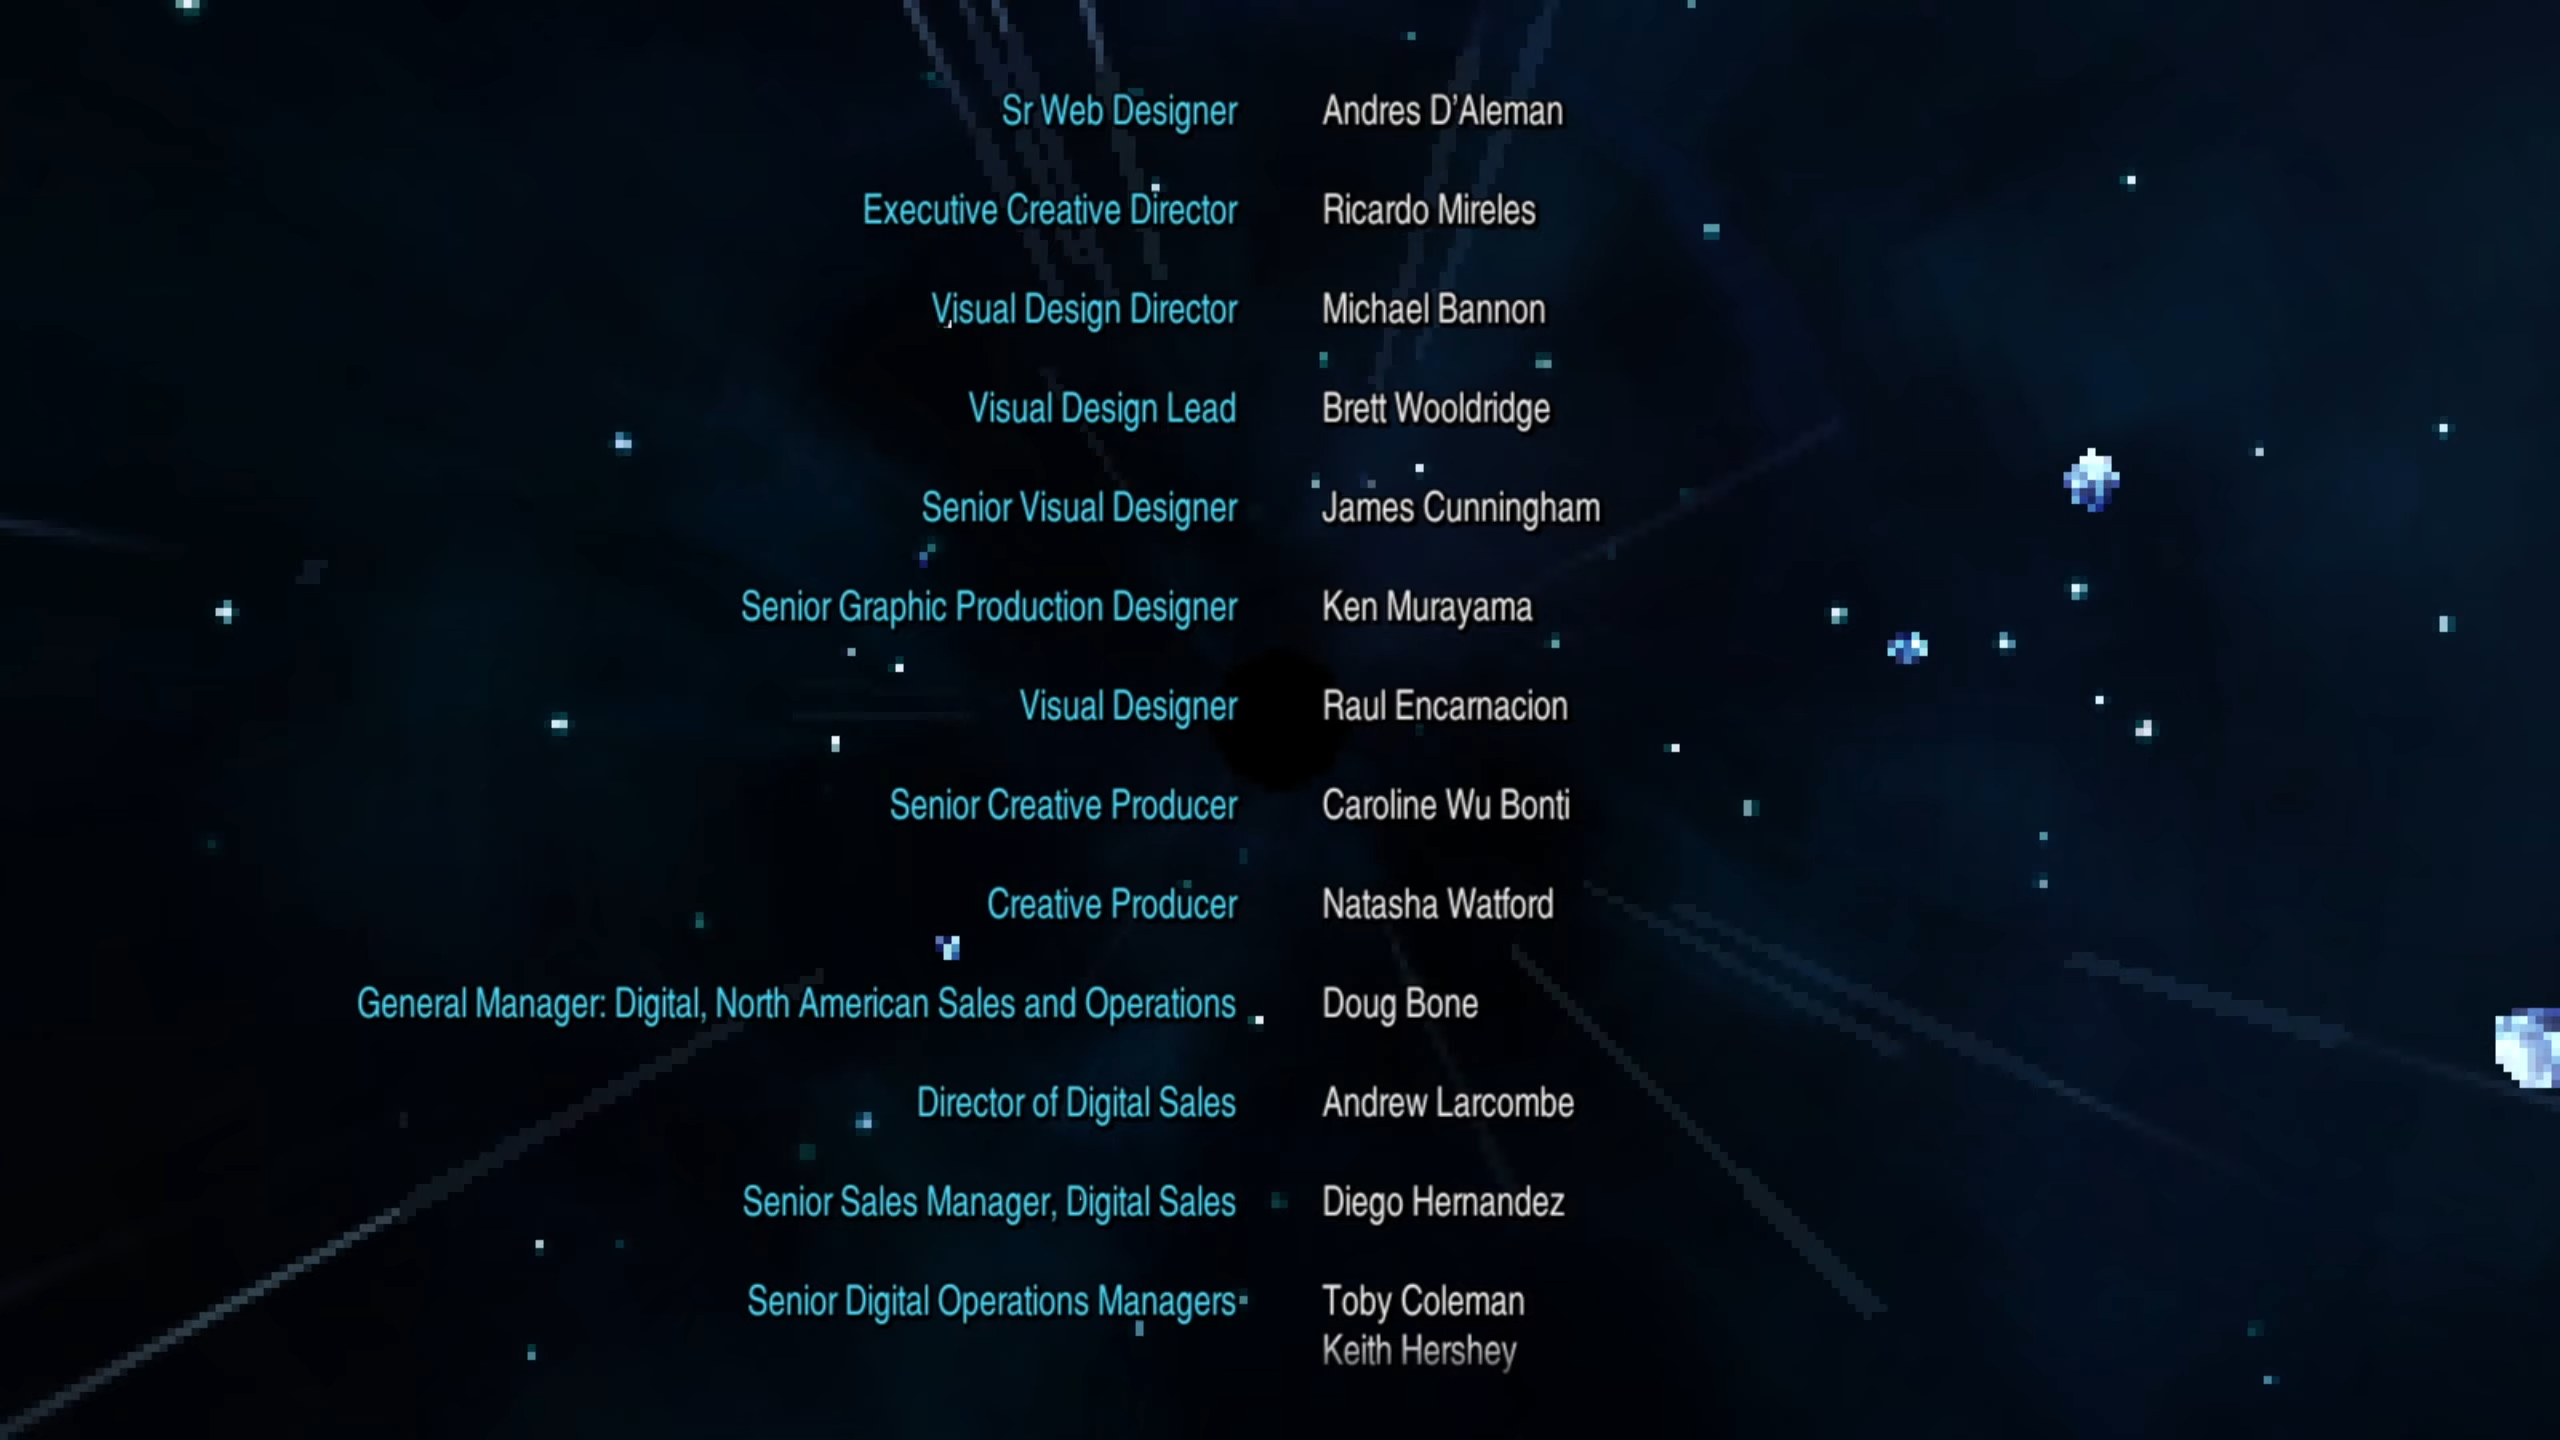 Sr Web Designer Andres D’Aleman
Executive Creative Director Ricardo Mireles
Visual Design Director Michael Bannon
Visual Design Lead Brett Wooldridge
Senior Visual Designer James Cunningham
Senior Graphic Production Designer Ken Murayama
Visual Designer Raul Encarnacion
Senior Creative Producer Caroline Wu Bonti
Creative Producer Natasha Watford
General Manager: Digital, North American Sales and Operations Doug Bone
Director of Digital Sales Andrew Larcombe
Senior Sales Manager, Digital Sales Diego Hernandez
Senior Digital Operations Managers Toby Coleman
Keith Hershey